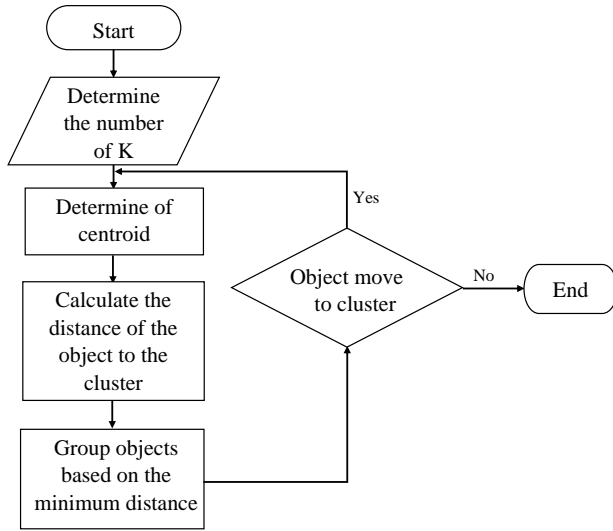 Start
Determine
the number
of K
Determine of
centroid
Calculate the
distance of the
object to the
cluster
Group objects
based on the
minimum distance
Object move
to cluster
Yes
No
End